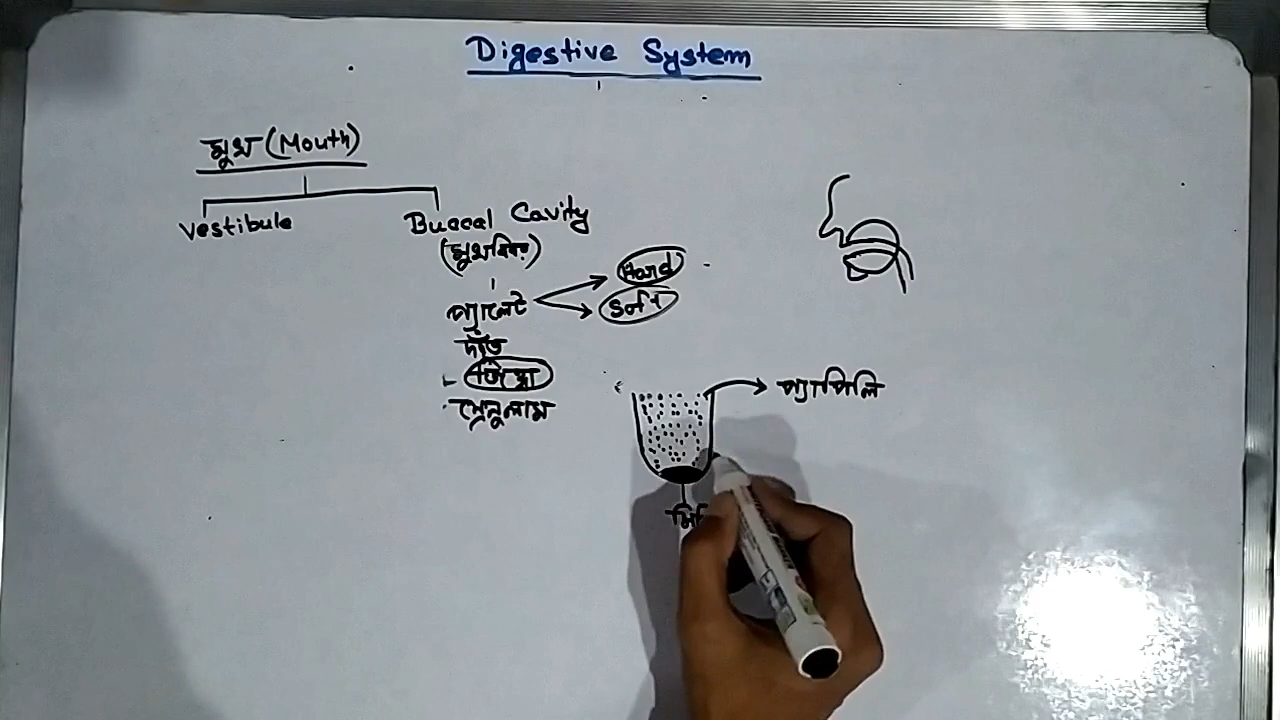 Digestive System
মুখ (Mouth)
Vestibule
Buccal Cavity
(মুখবিবর)
প্যালেট
Hard
Soft
দাঁত
জিহ্বা
ফ্রেনুলাম
প্যাপিলি